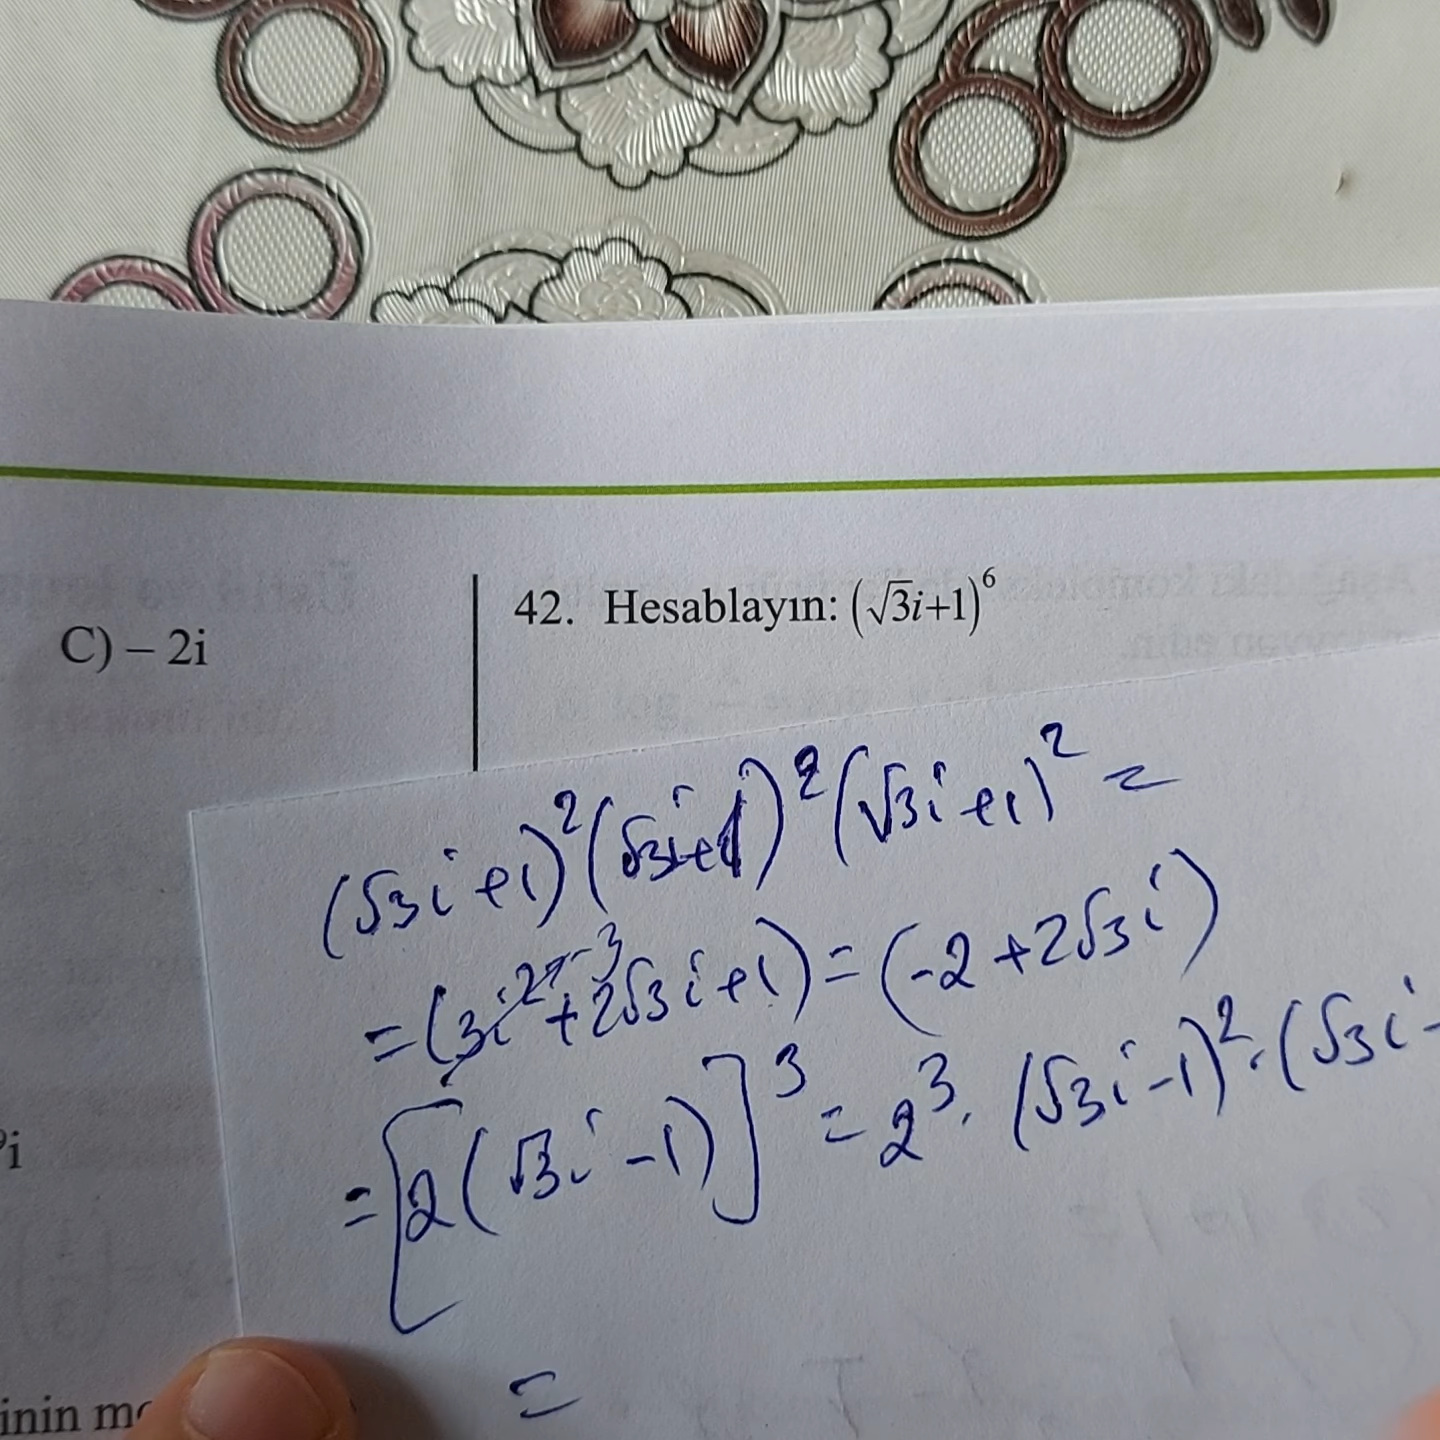 42. Hesablayın: (√3i+1)⁶
C) – 2i
(√3i+1)²(√3i+1)²(√3i+1)² =
= (3i² + 2√3i+1) = (-2+2√3i)
-3
= [2(√3i-1)]³ = 2³. (√3i-1)².(√3i-
i
=
inin